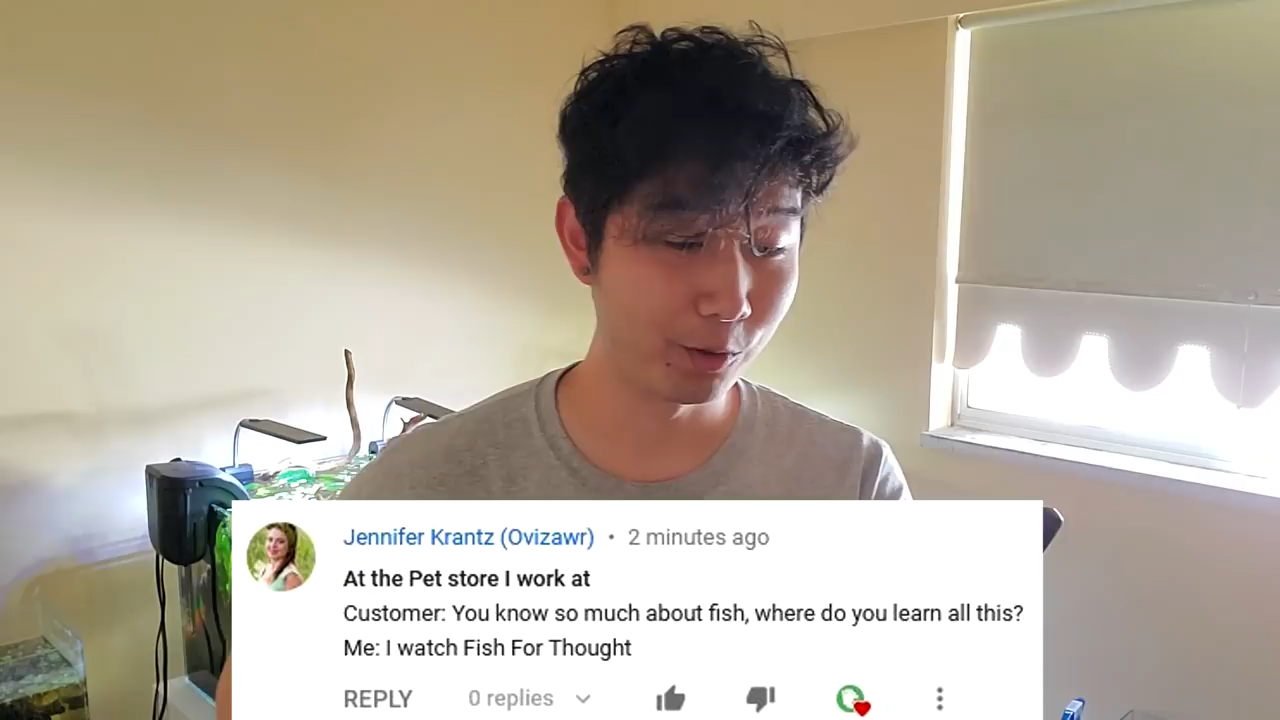 Jennifer Krantz (Ovizawr) • 2 minutes ago
At the Pet store I work at
Customer: You know so much about fish, where do you learn all this?
Me: I watch Fish For Thought
REPLY 0 replies